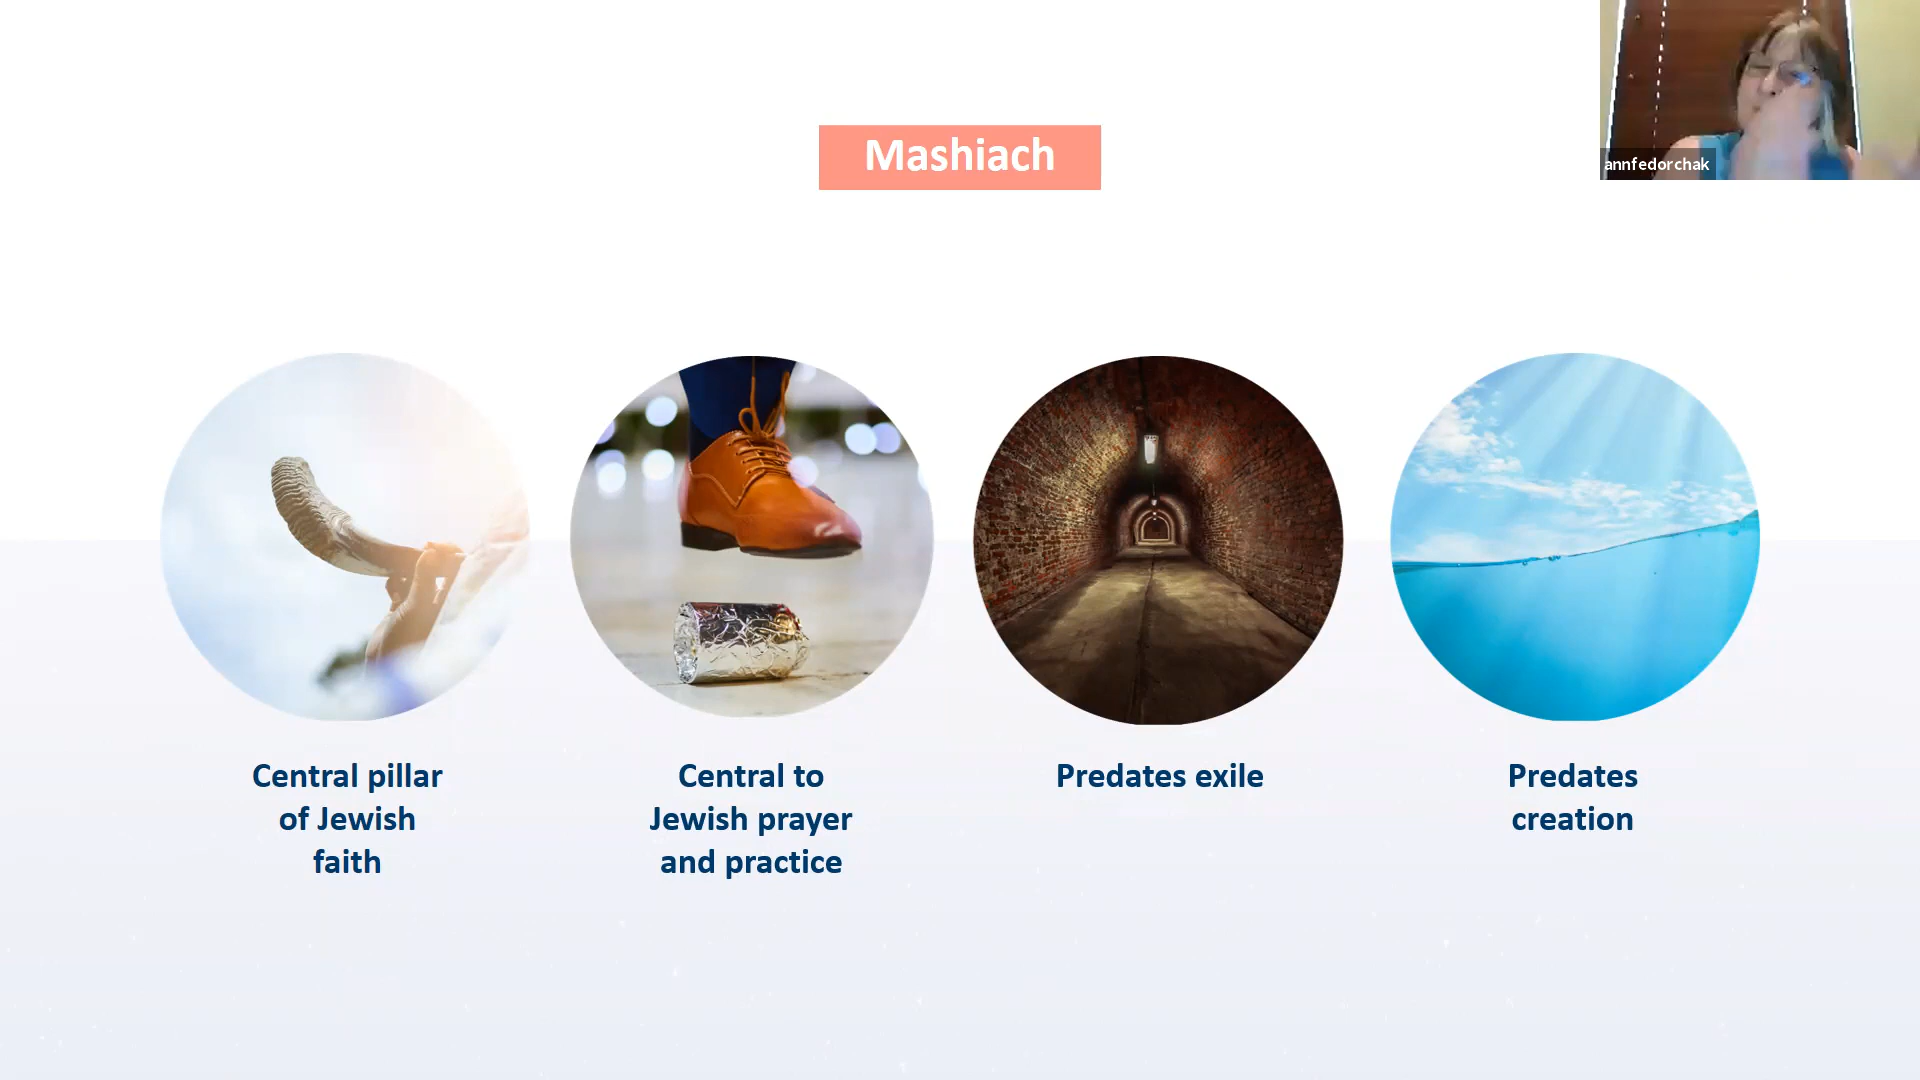 Mashiach
annfedorchak
Central pillar
of Jewish
faith
Central to
Jewish prayer
and practice
Predates exile
Predates
creation